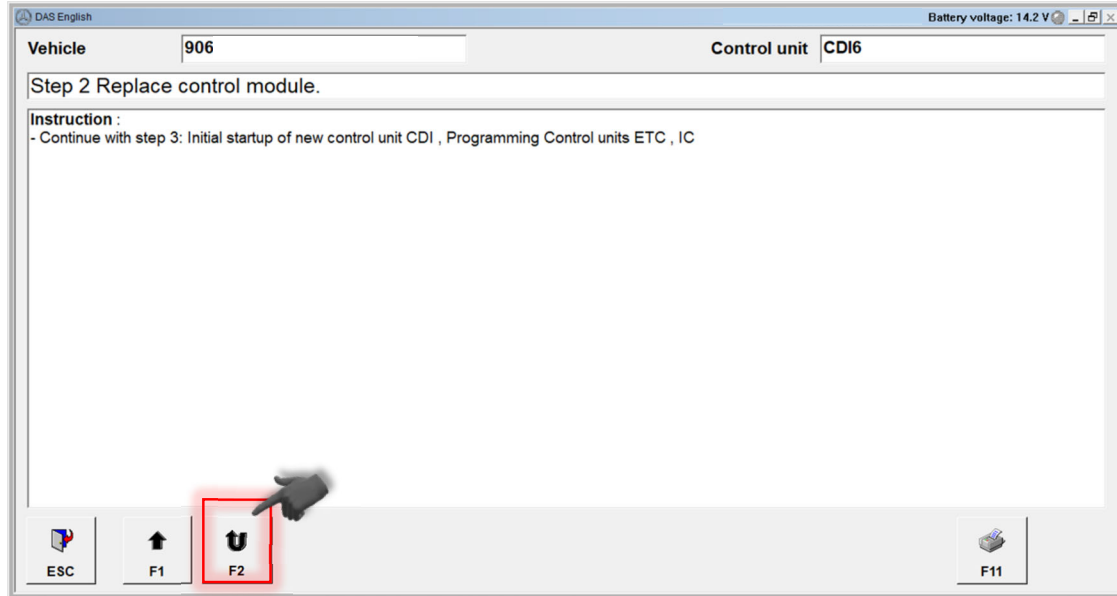 DAS English
Battery voltage: 14.2 V
Vehicle 906 Control unit CDI6
Step 2 Replace control module.
Instruction :
- Continue with step 3: Initial startup of new control unit CDI , Programming Control units ETC , IC
ESC F1 F2 F11